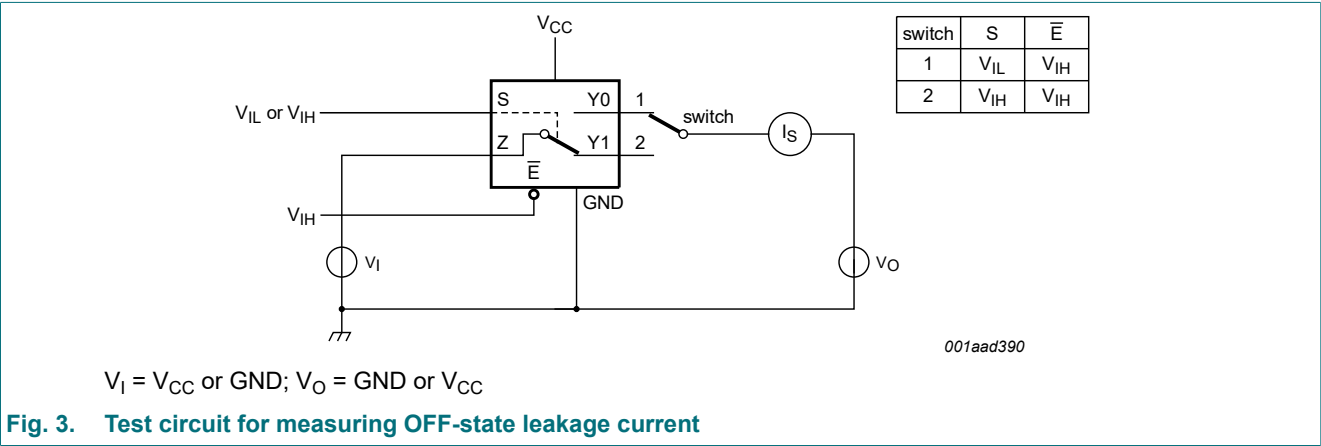 VCC
switch S E̅
1 VIL VIH
2 VIH VIH
VIL or VIH
S Y0 1
switch
IS
Z Y1 2
E̅
GND
VIH
VI
VO
001aad390
VI = VCC or GND; VO = GND or VCC
Fig. 3. Test circuit for measuring OFF-state leakage current